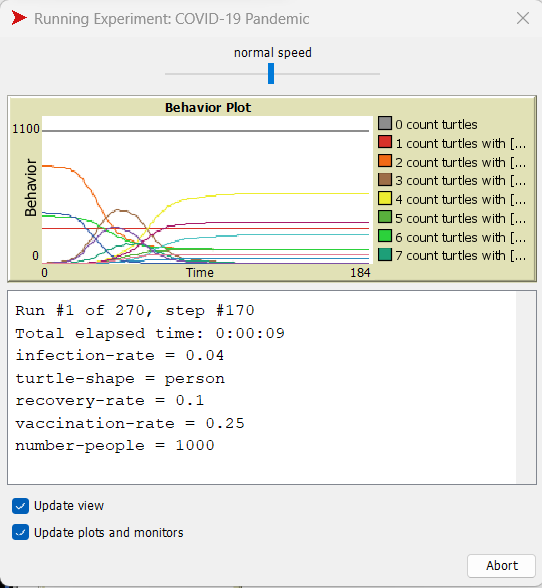 Running Experiment: COVID-19 Pandemic
normal speed
Behavior Plot
1100
Behavior
0
0
Time
184
0 count turtles
1 count turtles with [...
2 count turtles with [...
3 count turtles with [...
4 count turtles with [...
5 count turtles with [...
6 count turtles with [...
7 count turtles with [...
Run #1 of 270, step #170
Total elapsed time: 0:00:09
infection-rate = 0.04
turtle-shape = person
recovery-rate = 0.1
vaccination-rate = 0.25
number-people = 1000
Update view
Update plots and monitors
Abort